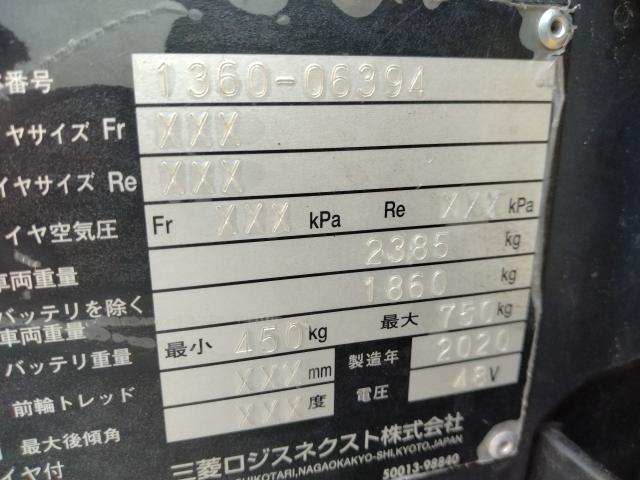 番号 1360-06394
イヤサイズ Fr XXX
イヤサイズ Re XXX
イヤ空気圧 Fr XXX kPa Re XXX kPa
車両重量 2385 kg
バッテリを除く
車両重量 1860 kg
バッテリ重量 最小 450 kg 最大 750 kg
前輪トレッド XXX mm 製造年 2020
最大後傾角 XXX 度 電圧 48V
イヤ付 三菱ロジスネクスト株式会社
KOTARI,NAGAOKAKYO-SHI,KYOTO,JAPAN
50013-98840